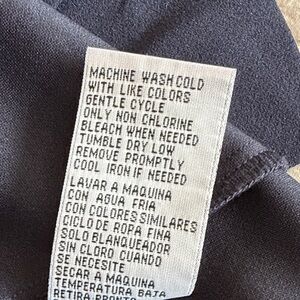 MACHINE WASH COLD
WITH LIKE COLORS
GENTLE CYCLE
ONLY NON CHLORINE
BLEACH WHEN NEEDED
TUMBLE DRY LOW
REMOVE PROMPTLY
COOL IRON IF NEEDED
LAVAR A MAQUINA
CON AGUA FRIA
CON COLORES SIMILARES
CICLO DE ROPA FINA
SOLO BLANQUEADOR
SIN CLORO CUANDO
SE NECESITE
SECAR A MAQUINA
TEMPERATURA BAJA
RETIRA PRONTO